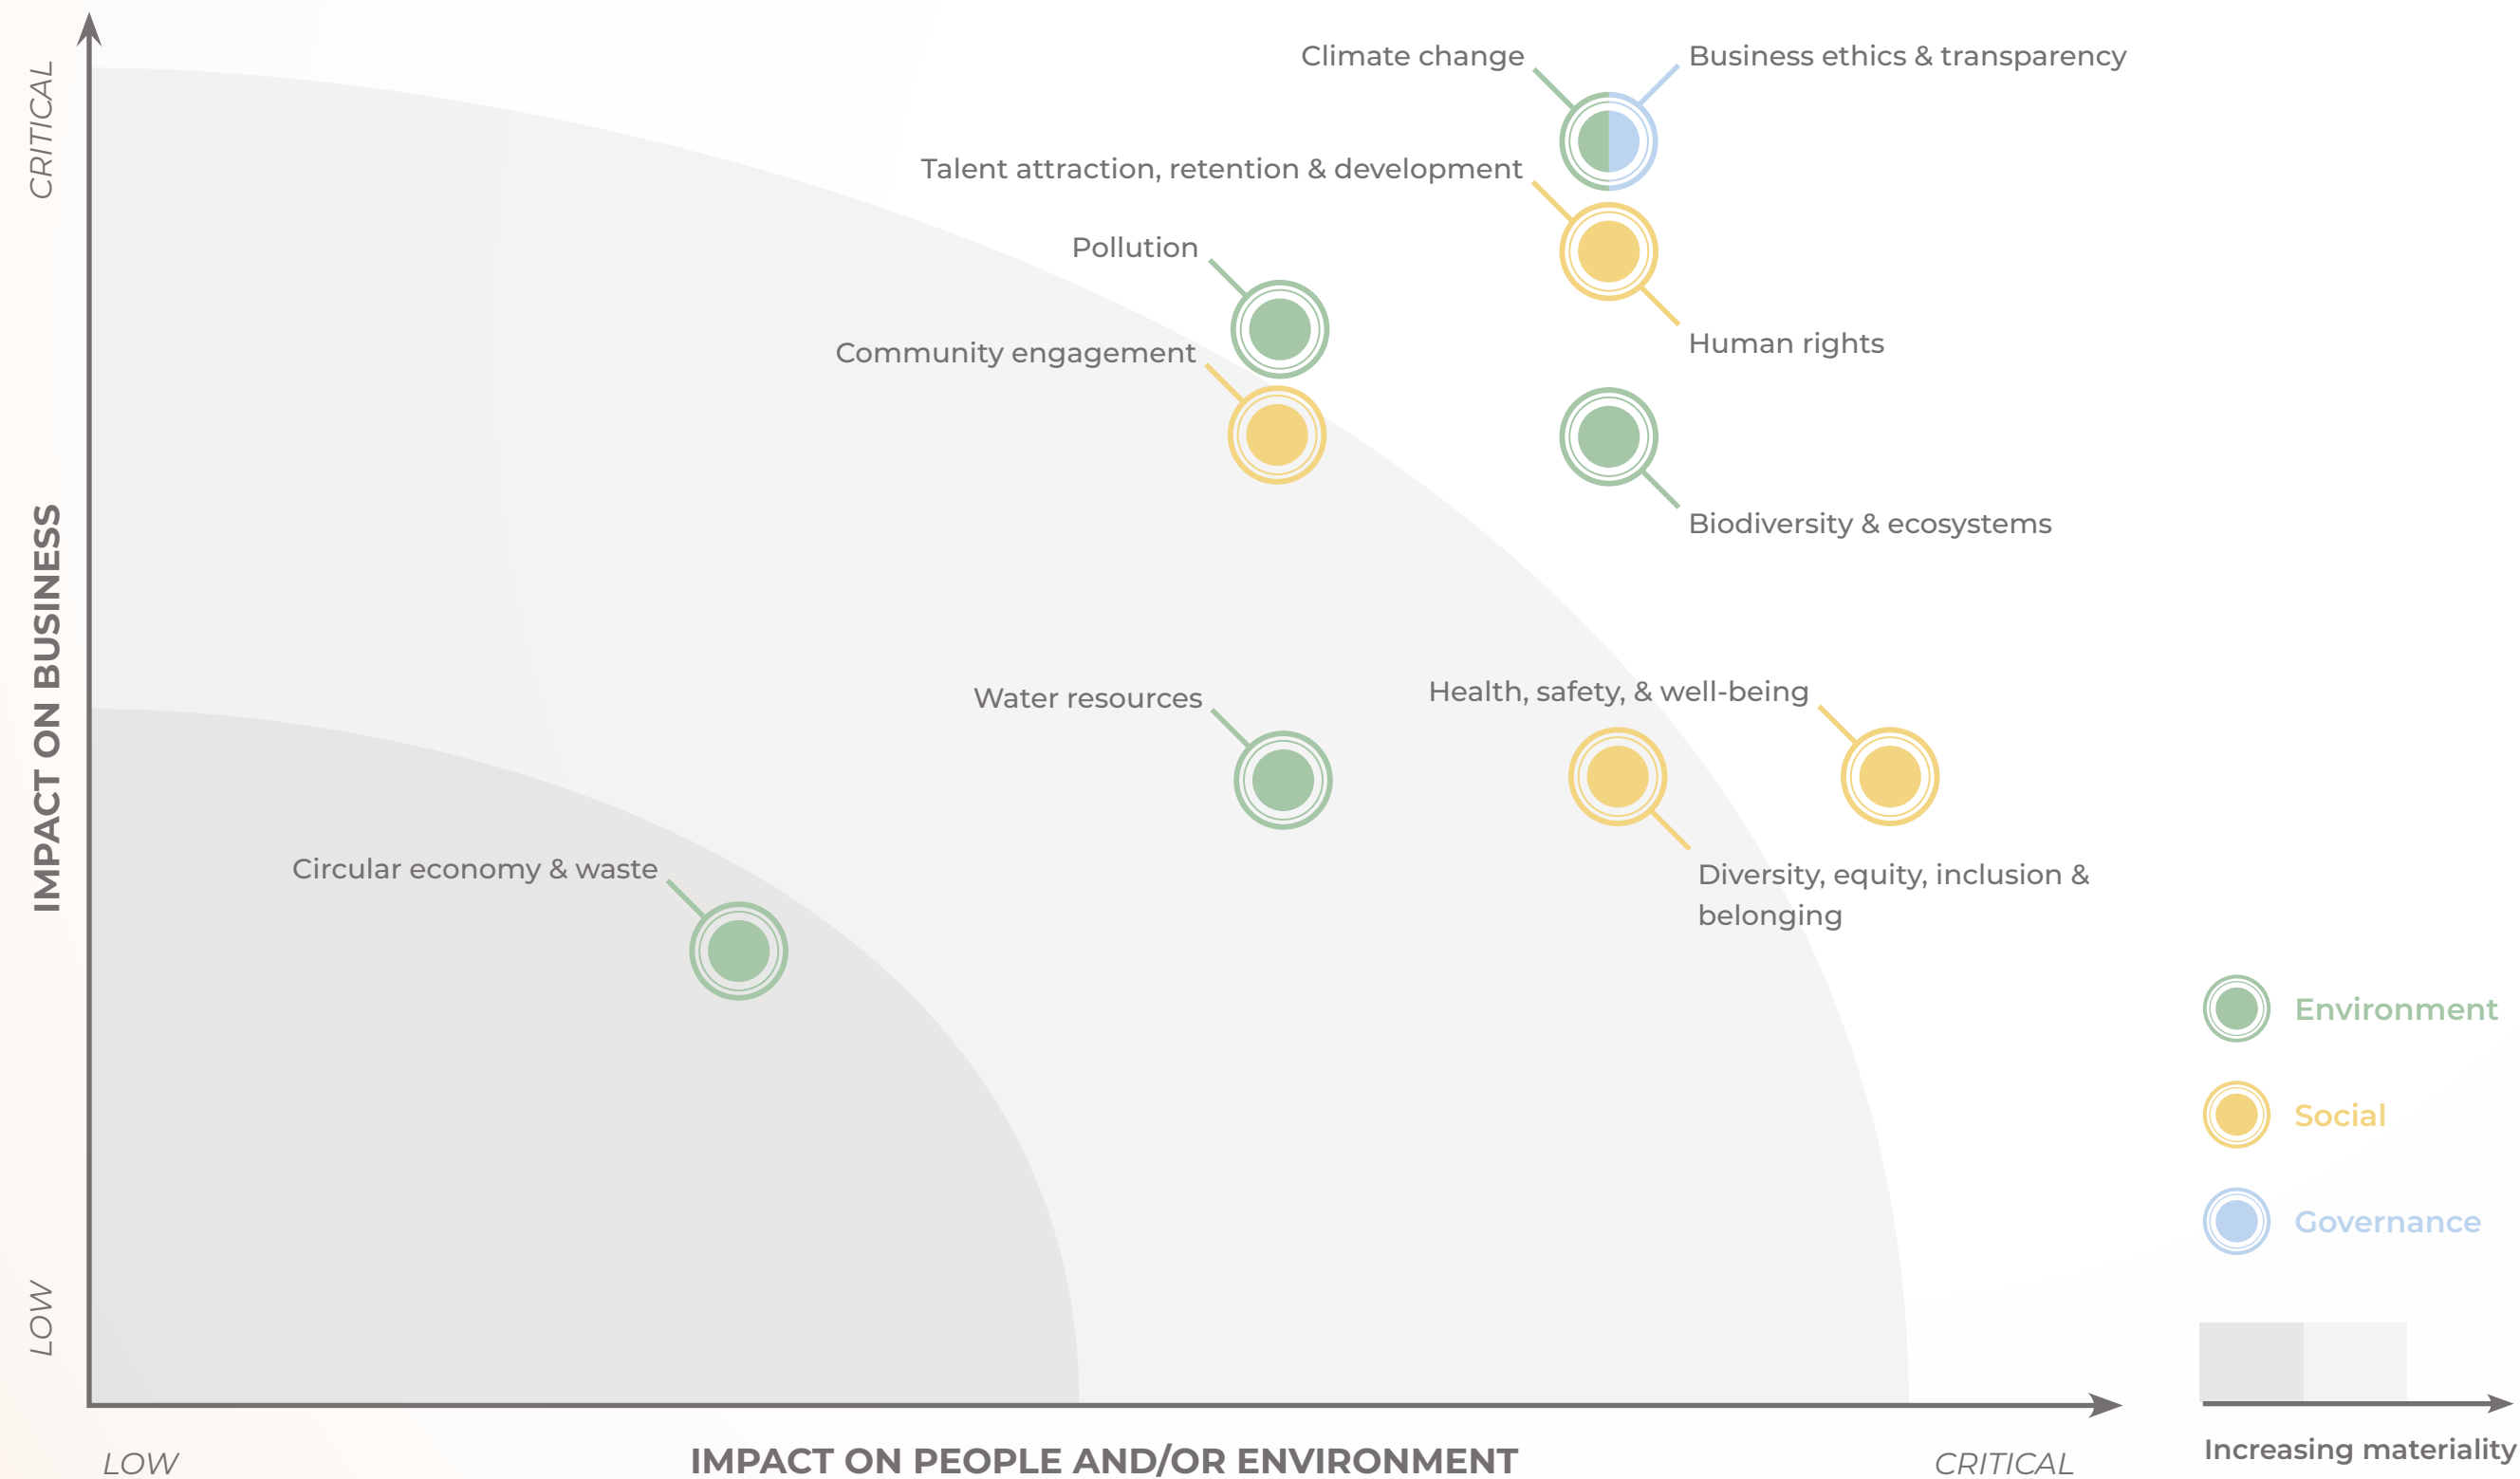 CRITICAL
Climate change
Business ethics & transparency
Talent attraction, retention & development
Pollution
Human rights
Community engagement
Biodiversity & ecosystems
IMPACT ON BUSINESS
Water resources
Health, safety, & well-being
Circular economy & waste
Diversity, equity, inclusion &
belonging
Environment
Social
Governance
LOW
LOW
IMPACT ON PEOPLE AND/OR ENVIRONMENT
CRITICAL
Increasing materiality